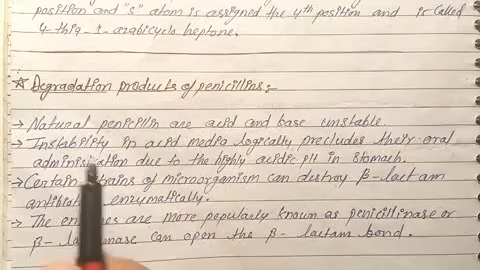 position and "s" atom is assigned the 4th position and is called
4-thia-1-azabicyclo heptone.
☆ Degradation products of penicillins:-
→ Natural penicillin are acid and base unstable.
→ Instability in acid media logically precludes their oral
administration due to the highly acidic pH in stomach.
→ Certain strains of microorganism can destroy β-lactam
enzymatically.
→ The are more popularly known as penicillinase or
β- can open the β- lactam bond.